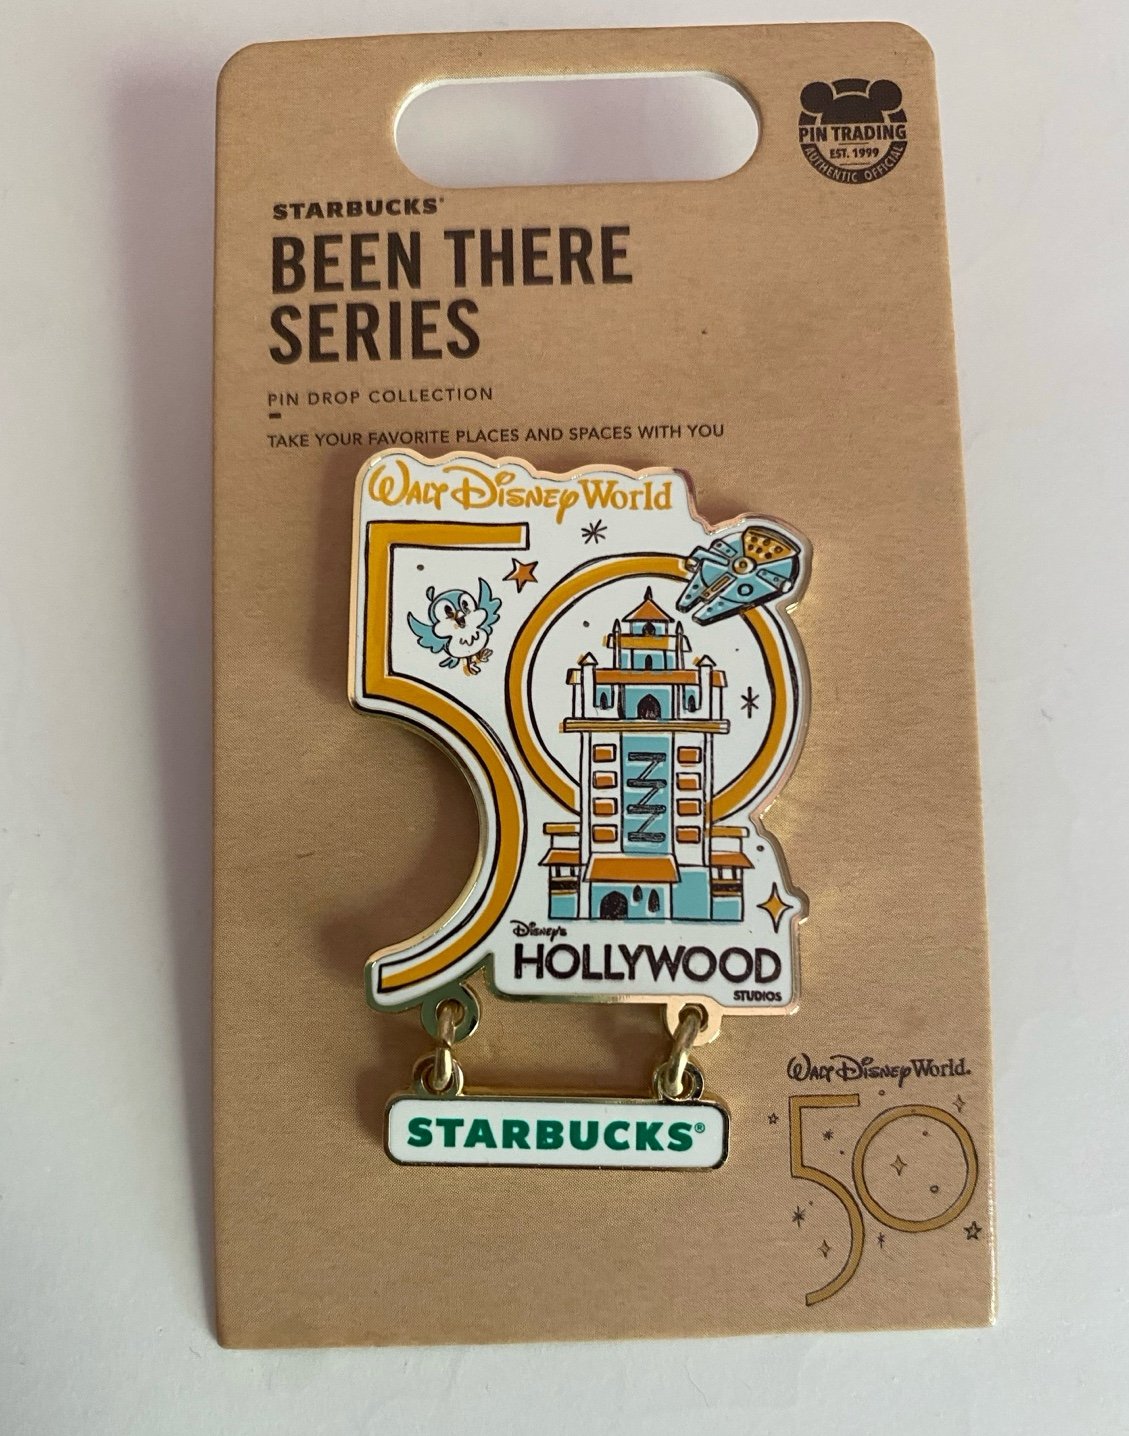 PIN TRADING
EST. 1999
AUTHENTIC OFFICIAL
STARBUCKS®
BEEN THERE
SERIES
PIN DROP COLLECTION
TAKE YOUR FAVORITE PLACES AND SPACES WITH YOU
WALT DISNEY World
50
Disney's
HOLLYWOOD
STUDIOS
STARBUCKS®
WALT DISNEY World.
50